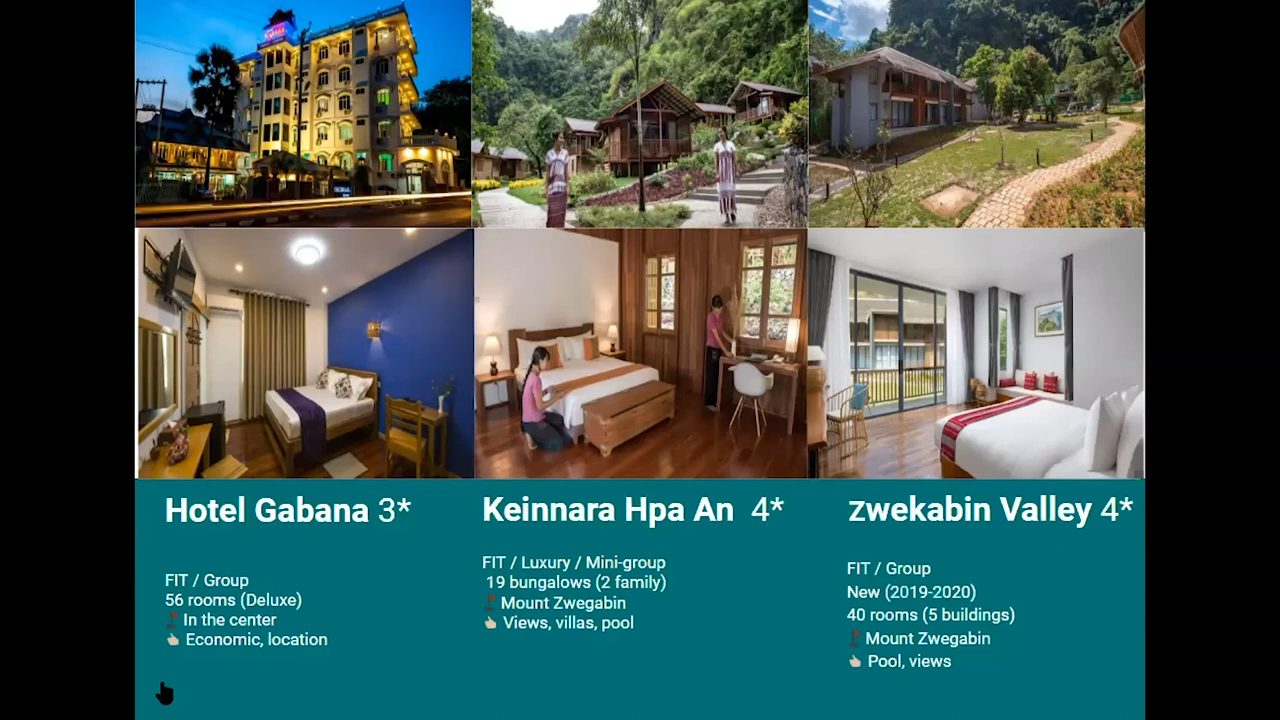 Hotel Gabana 3*
FIT / Group
56 rooms (Deluxe)
In the center
Economic, location
Keinnara Hpa An 4*
FIT / Luxury / Mini-group
19 bungalows (2 family)
Mount Zwegabin
Views, villas, pool
zwekabin Valley 4*
FIT / Group
New (2019-2020)
40 rooms (5 buildings)
Mount Zwegabin
Pool, views